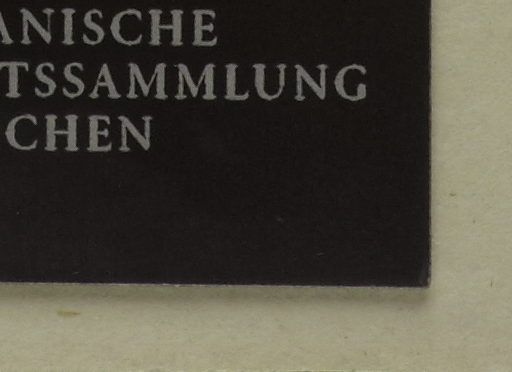 ANISCHE
TSSAMMLUNG
CHEN